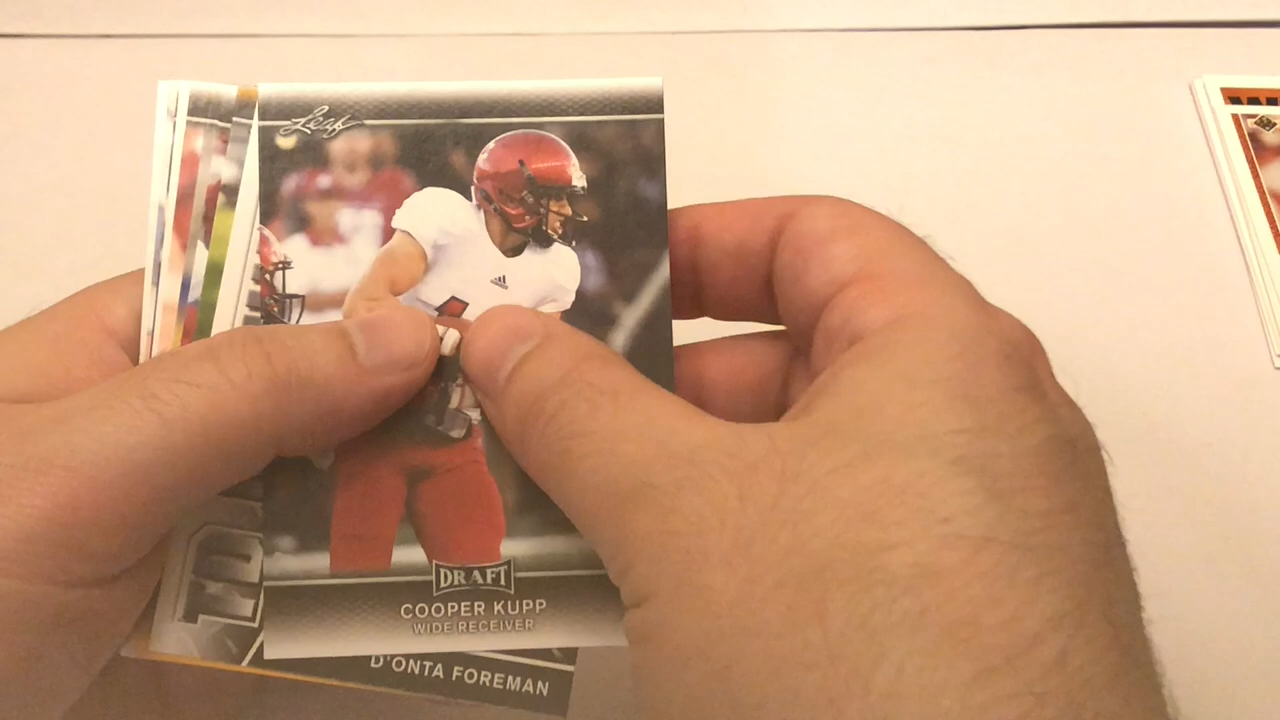 Leaf
DRAFT
COOPER KUPP
WIDE RECEIVER
D'ONTA FOREMAN